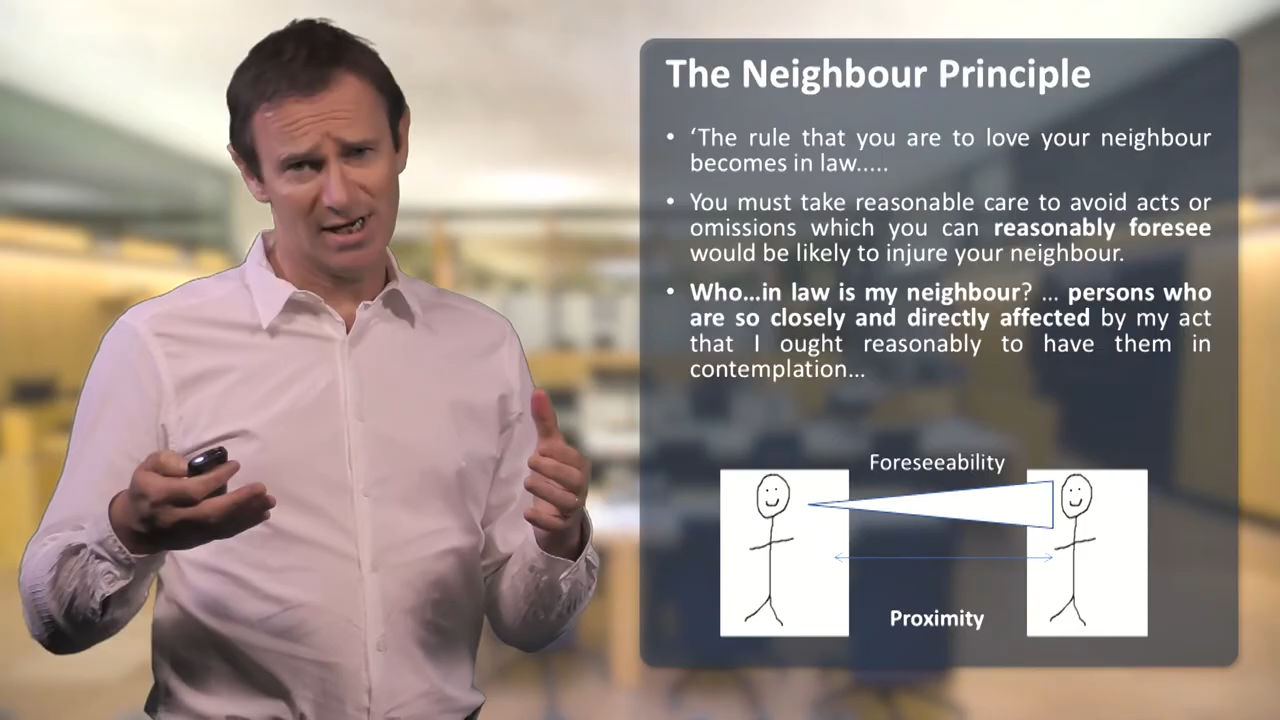 The Neighbour Principle
• ‘The rule that you are to love your neighbour
becomes in law.....
• You must take reasonable care to avoid acts or
omissions which you can reasonably foresee
would be likely to injure your neighbour.
• Who...in law is my neighbour? ... persons who
are so closely and directly affected by my act
that I ought reasonably to have them in
contemplation...
Foreseeability
Proximity